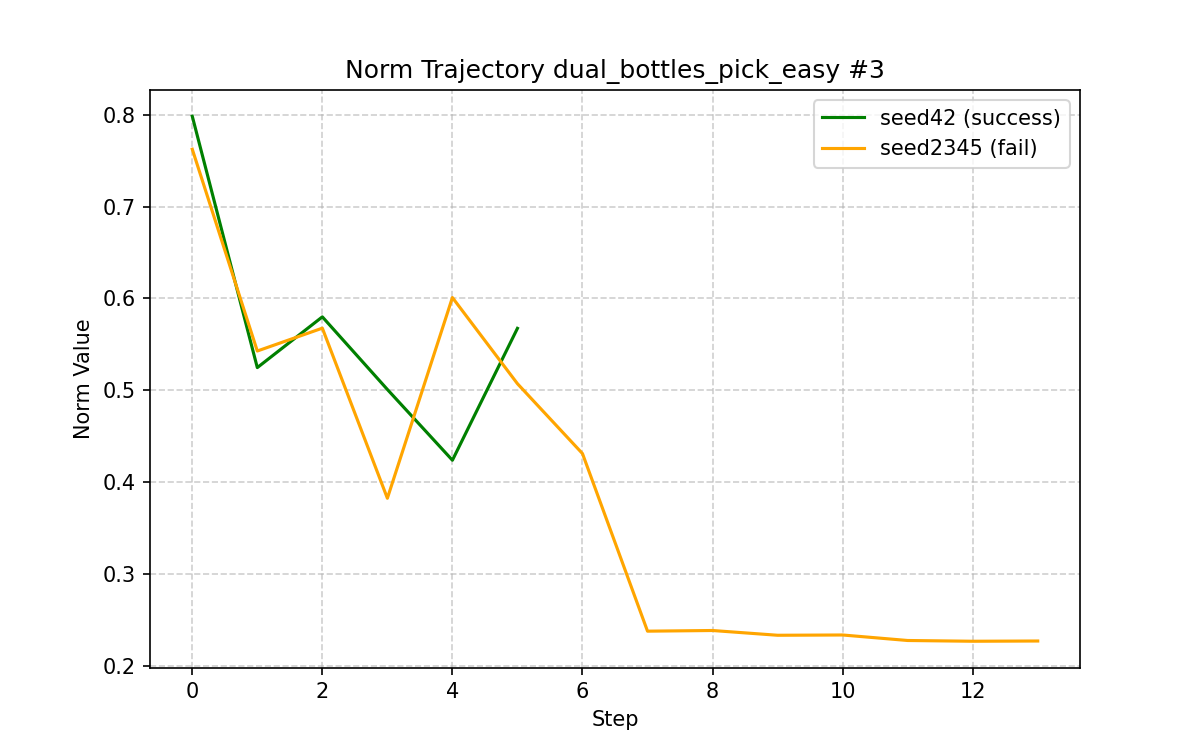 Norm Trajectory dual_bottles_pick_easy #3
seed42 (success)
seed2345 (fail)
Norm Value
0.8
0.7
0.6
0.5
0.4
0.3
0.2
0 2 4 6 8 10 12
Step